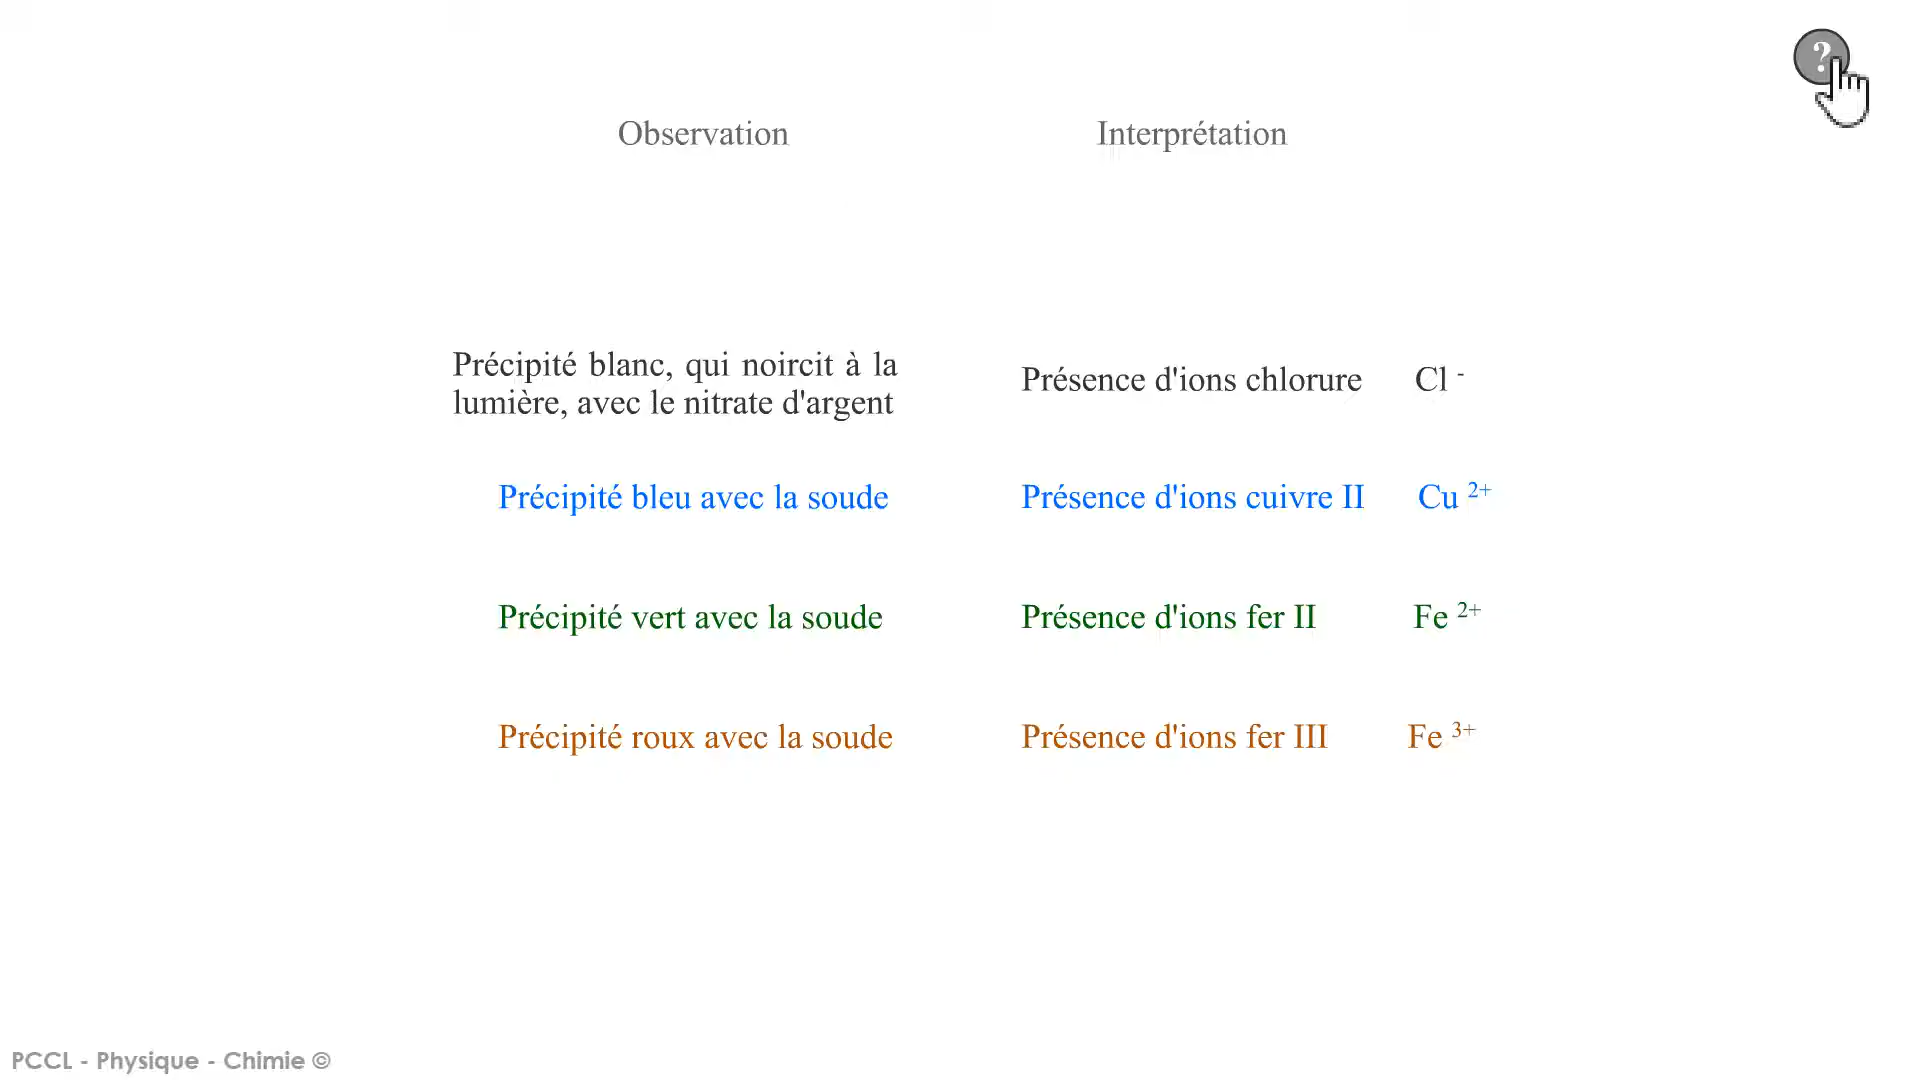 ?
Observation Interprétation
Précipité blanc, qui noircit à la
lumière, avec le nitrate d'argent
Présence d'ions chlorure Cl -
Précipité bleu avec la soude Présence d'ions cuivre II Cu 2+
Précipité vert avec la soude Présence d'ions fer II Fe 2+
Précipité roux avec la soude Présence d'ions fer III Fe 3+
PCCL - Physique - Chimie ©